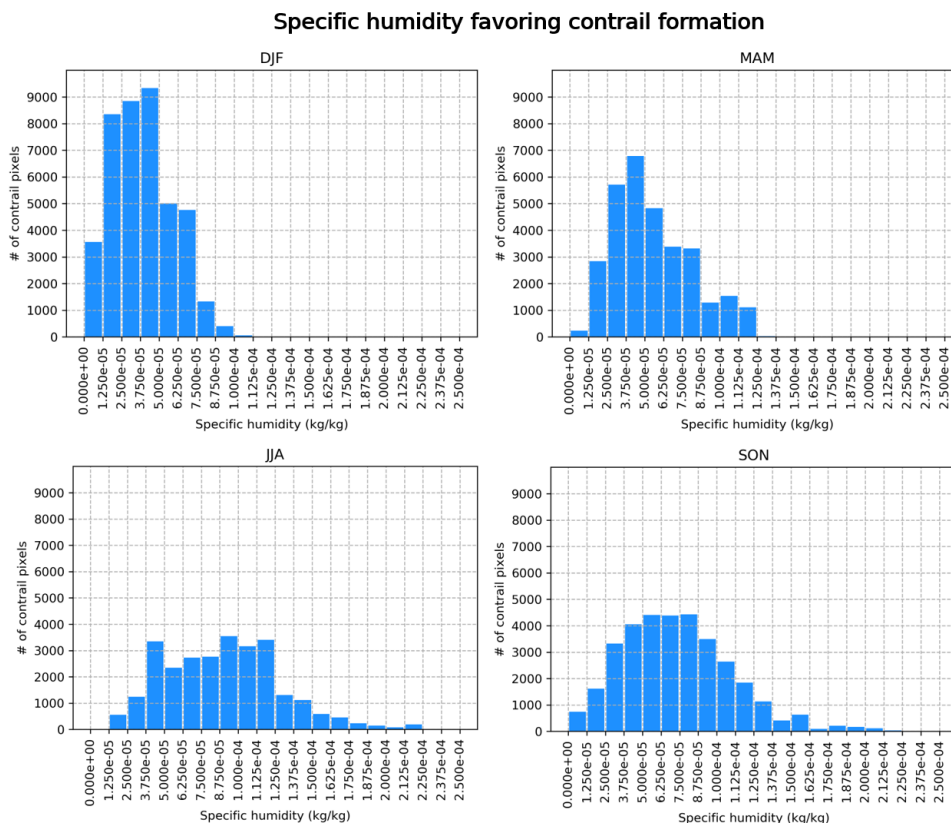 Specific humidity favoring contrail formation
DJF
# of contrail pixels
9000
8000
7000
6000
5000
4000
3000
2000
1000
0
0.000e+00
1.250e-05
2.500e-05
3.750e-05
5.000e-05
6.250e-05
7.500e-05
8.750e-05
1.000e-04
1.125e-04
1.250e-04
1.375e-04
1.500e-04
1.625e-04
1.750e-04
1.875e-04
2.000e-04
2.125e-04
2.250e-04
2.375e-04
2.500e-04
Specific humidity (kg/kg)
MAM
# of contrail pixels
9000
8000
7000
6000
5000
4000
3000
2000
1000
0
0.000e+00
1.250e-05
2.500e-05
3.750e-05
5.000e-05
6.250e-05
7.500e-05
8.750e-05
1.000e-04
1.125e-04
1.250e-04
1.375e-04
1.500e-04
1.625e-04
1.750e-04
1.875e-04
2.000e-04
2.125e-04
2.250e-04
2.375e-04
2.500e-04
Specific humidity (kg/kg)
JJA
# of contrail pixels
9000
8000
7000
6000
5000
4000
3000
2000
1000
0
0.000e+00
1.250e-05
2.500e-05
3.750e-05
5.000e-05
6.250e-05
7.500e-05
8.750e-05
1.000e-04
1.125e-04
1.250e-04
1.375e-04
1.500e-04
1.625e-04
1.750e-04
1.875e-04
2.000e-04
2.125e-04
2.250e-04
2.375e-04
2.500e-04
Specific humidity (kg/kg)
SON
# of contrail pixels
9000
8000
7000
6000
5000
4000
3000
2000
1000
0
0.000e+00
1.250e-05
2.500e-05
3.750e-05
5.000e-05
6.250e-05
7.500e-05
8.750e-05
1.000e-04
1.125e-04
1.250e-04
1.375e-04
1.500e-04
1.625e-04
1.750e-04
1.875e-04
2.000e-04
2.125e-04
2.250e-04
2.375e-04
2.500e-04
Specific humidity (kg/kg)